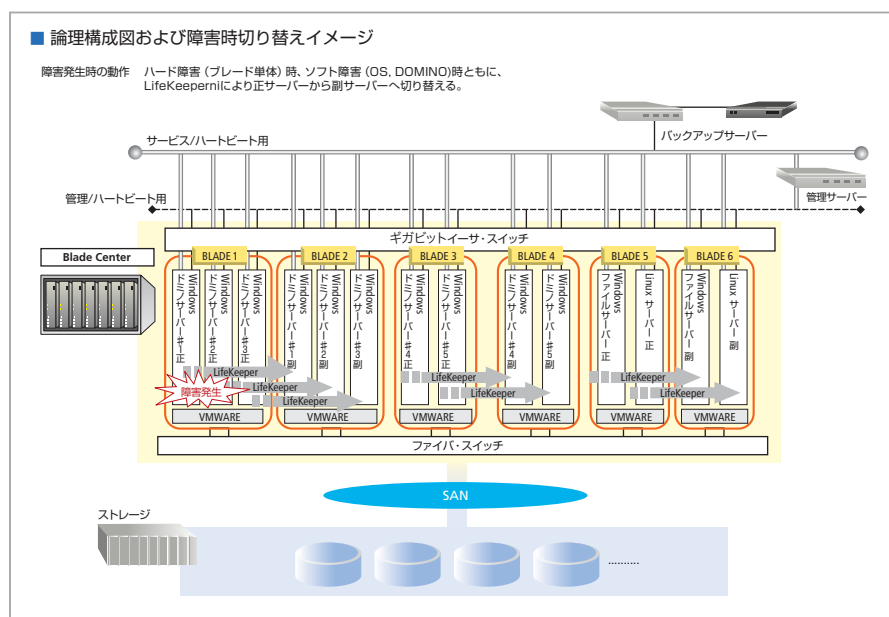 ■ 論理構成図および障害時切り替えイメージ
障害発生時の動作 ハード障害（ブレード単体）時、ソフト障害（OS, DOMINO)時ともに、
LifeKeeperniにより正サーバーから副サーバーへ切り替える。
バックアップサーバー
サービス/ハートビート用
管理/ハートビート用
管理サーバー
ギガビットイーサ・スイッチ
Blade Center
BLADE 1
BLADE 2
BLADE 3
BLADE 4
BLADE 5
BLADE 6
Windows
ドミノサーバー＃1正
Windows
ドミノサーバー＃2正
Windows
ドミノサーバー＃3正
Windows
ドミノサーバー＃1副
Windows
ドミノサーバー＃2副
Windows
ドミノサーバー＃3副
Windows
ドミノサーバー＃4正
Windows
ドミノサーバー＃5正
Windows
ドミノサーバー＃4副
Windows
ドミノサーバー＃5副
Windows
ファイルサーバー 正
Linux サーバー 正
Windows
ファイルサーバー 副
Linux サーバー 副
LifeKeeper
LifeKeeper
LifeKeeper
LifeKeeper
LifeKeeper
LifeKeeper
LifeKeeper
障害発生
VMWARE
VMWARE
VMWARE
VMWARE
VMWARE
VMWARE
ファイバ・スイッチ
SAN
ストレージ
..........